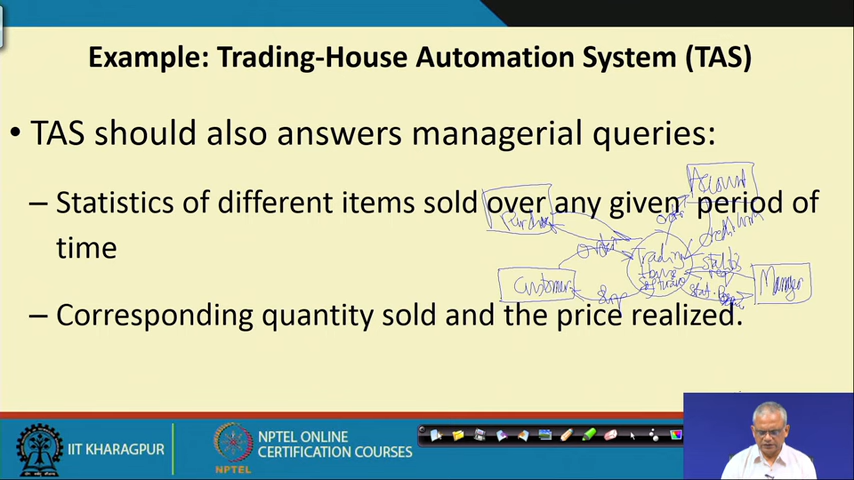 Example: Trading-House Automation System (TAS)
• TAS should also answers managerial queries:
– Statistics of different items sold over any given period of
time
– Corresponding quantity sold and the price realized.
Account
Order
Trading
house
software
Customer
Manager
IIT KHARAGPUR
NPTEL
NPTEL ONLINE
CERTIFICATION COURSES